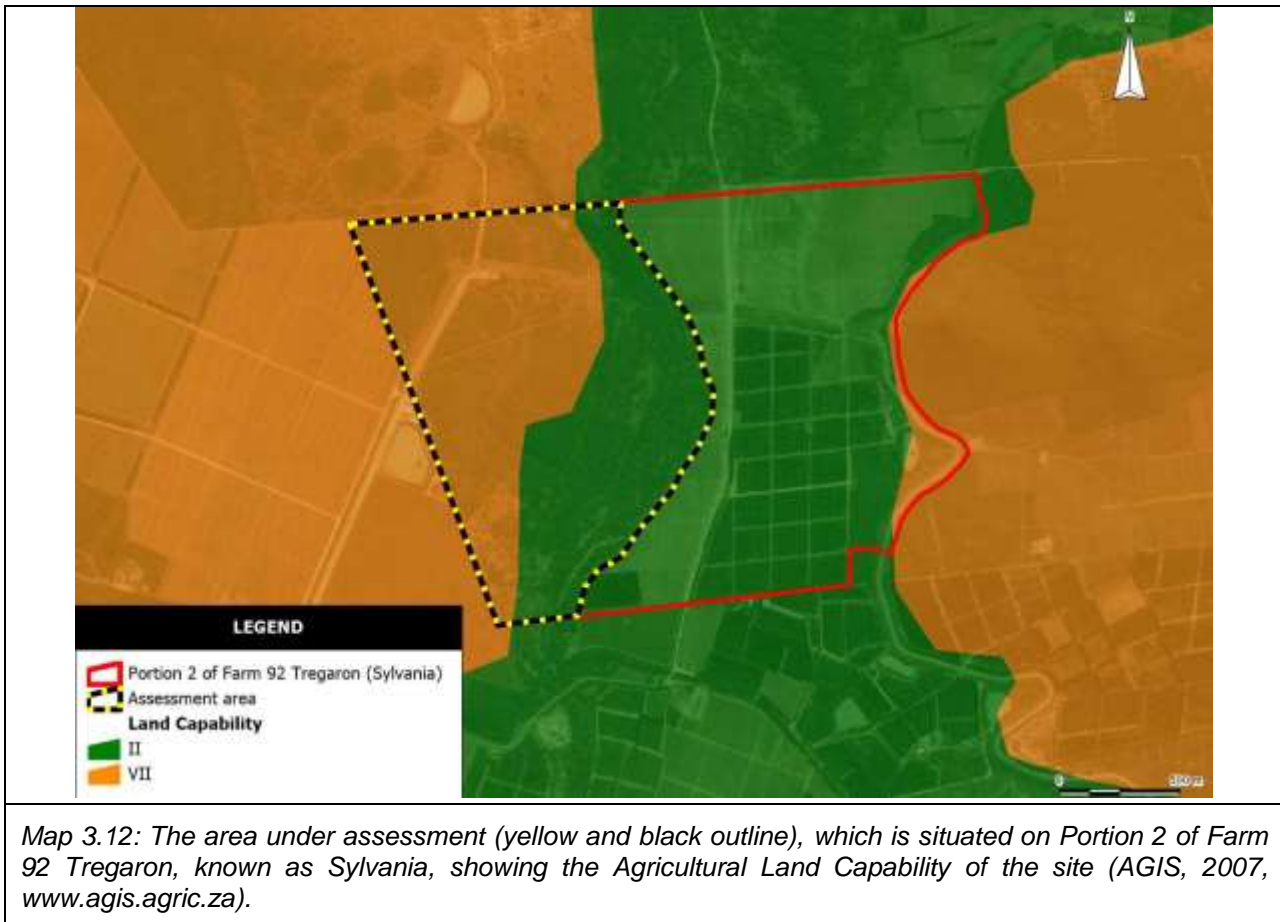 N
LEGEND
Portion 2 of Farm 92 Tregaron (Sylvania)
Assessment area
Land Capability
II
VII
Map 3.12: The area under assessment (yellow and black outline), which is situated on Portion 2 of Farm
92 Tregaron, known as Sylvania, showing the Agricultural Land Capability of the site (AGIS, 2007,
www.agis.agric.za).